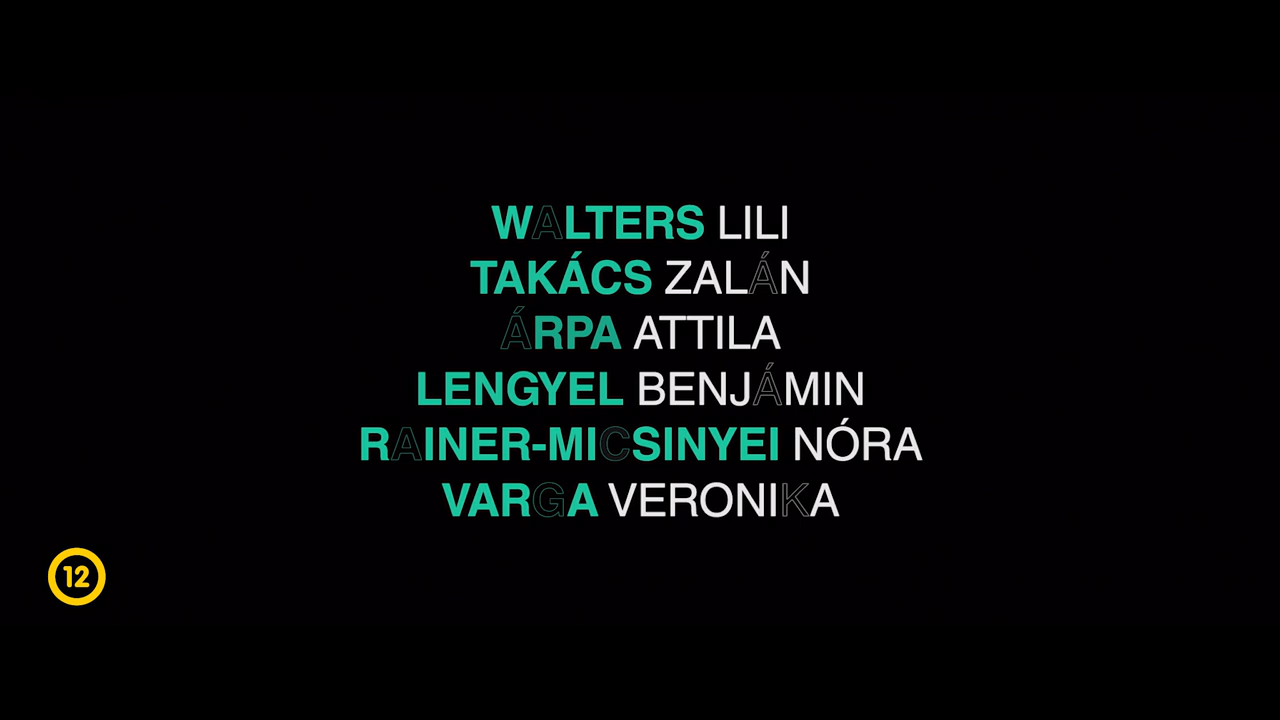 WALTERS LILI
TAKÁCS ZALÁN
ÁRPA ATTILA
LENGYEL BENJÁMIN
RAINER-MICSINYEI NÓRA
VARGA VERONIKA
12